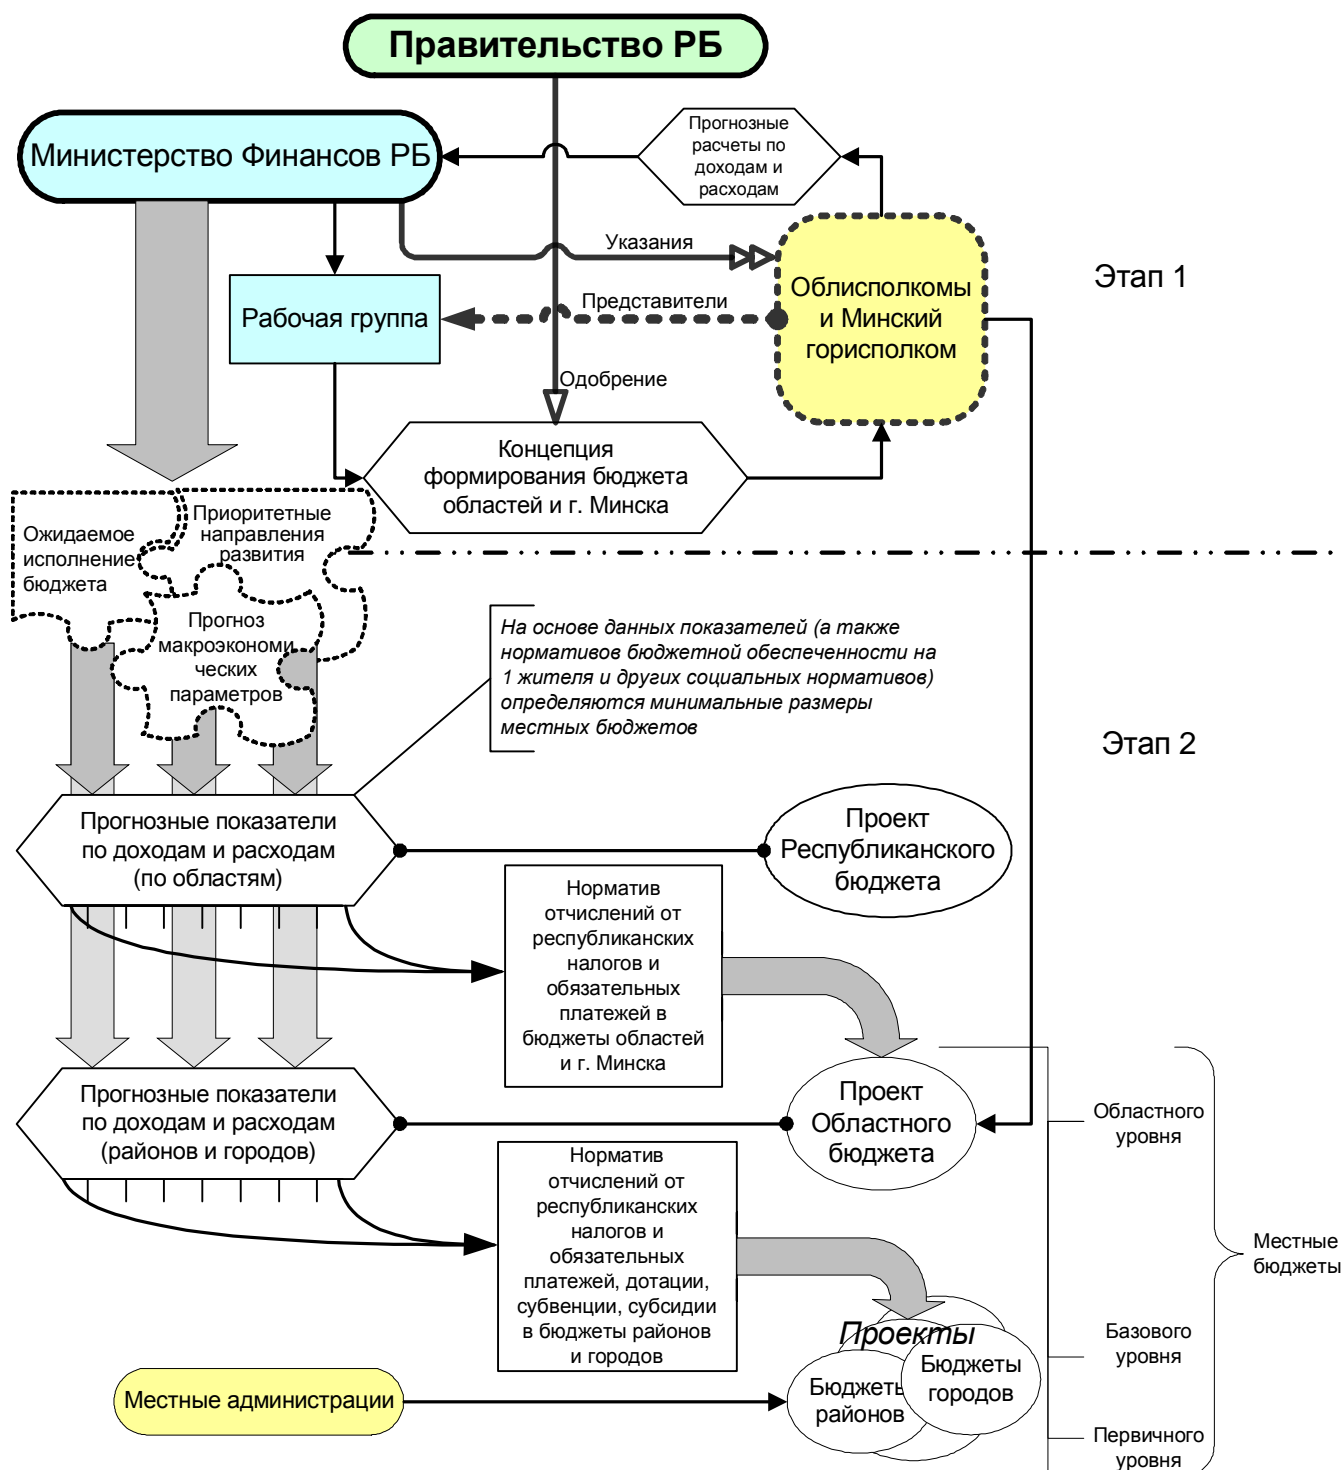 Правительство РБ
Министерство Финансов РБ
Прогнозные
расчеты по
доходам и
расходам
Указания
Облисполкомы
и Минский
горисполком
Этап 1
Рабочая группа
Представители
Одобрение
Концепция
формирования бюджета
областей и г. Минска
Ожидаемое
исполнение
бюджета
Приоритетные
направления
развития
Прогноз
макроэкономи
ческих
параметров
На основе данных показателей (а также
нормативов бюджетной обеспеченности на
1 жителя и других социальных нормативов)
определяются минимальные размеры
местных бюджетов
Этап 2
Прогнозные показатели
по доходам и расходам
(по областям)
Проект
Республиканского
бюджета
Норматив
отчислений от
республиканских
налогов и
обязательных
платежей в
бюджеты областей
и г. Минска
Прогнозные показатели
по доходам и расходам
(районов и городов)
Проект
Областного
бюджета
Областного
уровня
Норматив
отчислений от
республиканских
налогов и
обязательных
платежей, дотации,
субвенции, субсидии
в бюджеты районов
и городов
Местные
бюджеты
Проекты
Бюджеты
городов
Бюджеты
районов
Базового
уровня
Местные администрации
Первичного
уровня